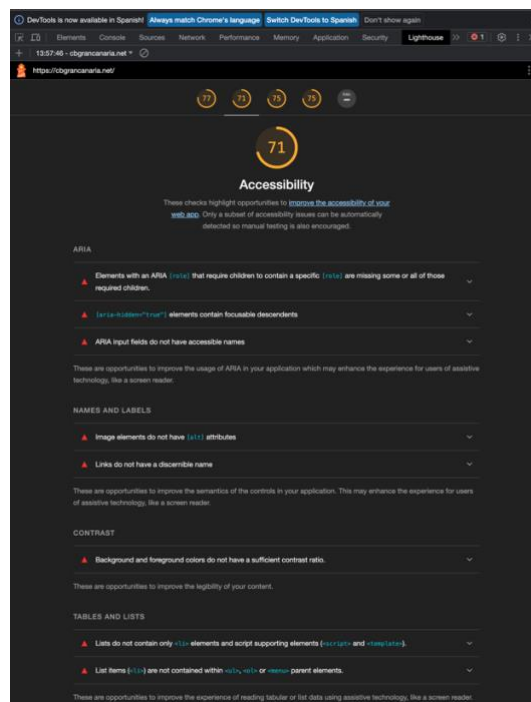 DevTools is now available in Spanish! Always match Chrome's language Switch DevTools to Spanish Don't show again
Elements Console Sources Network Performance Memory Application Security Lighthouse 1
13:57:46 - cbgrancanaria.net
https://cbgrancanaria.net/
77 71 75 75
71
Accessibility
These checks highlight opportunities to improve the accessibility of your
web app. Only a subset of accessibility issues can be automatically
detected so manual testing is also encouraged.
ARIA
Elements with an ARIA [role] that require children to contain a specific [role] are missing some or all of those
required children.
[aria-hidden="true"] elements contain focusable descendents
ARIA input fields do not have accessible names
These are opportunities to improve the usage of ARIA in your application which may enhance the experience for users of assistive
technology, like a screen reader.
NAMES AND LABELS
Image elements do not have [alt] attributes
Links do not have a discernible name
These are opportunities to improve the semantics of the controls in your application. This may enhance the experience for users
of assistive technology, like a screen reader.
CONTRAST
Background and foreground colors do not have a sufficient contrast ratio.
These are opportunities to improve the legibility of your content.
TABLES AND LISTS
Lists do not contain only <li> elements and script supporting elements (<script> and <template>).
List items (<li>) are not contained within <ul>, <ol> or <menu> parent elements.
These are opportunities to improve the experience of reading tabular or list data using assistive technology, like a screen reader.